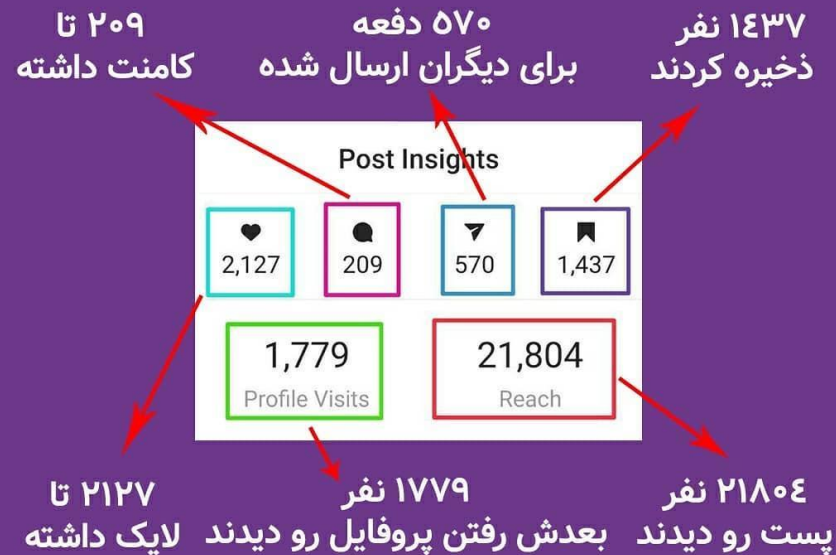 ۱٤۳۷ نفر
ذخیره کردند
۵۷۰ دفعه
برای دیگران ارسال شده
۲۰۹ تا
کامنت داشته
Post Insights
2,127
209
570
1,437
1,779
Profile Visits
21,804
Reach
۲۱۸۰٤ نفر
پست رو دیدند
۱۷۷۹ نفر
بعدش رفتن پروفایل رو دیدند
۲۱۲۷ تا
لایک داشته